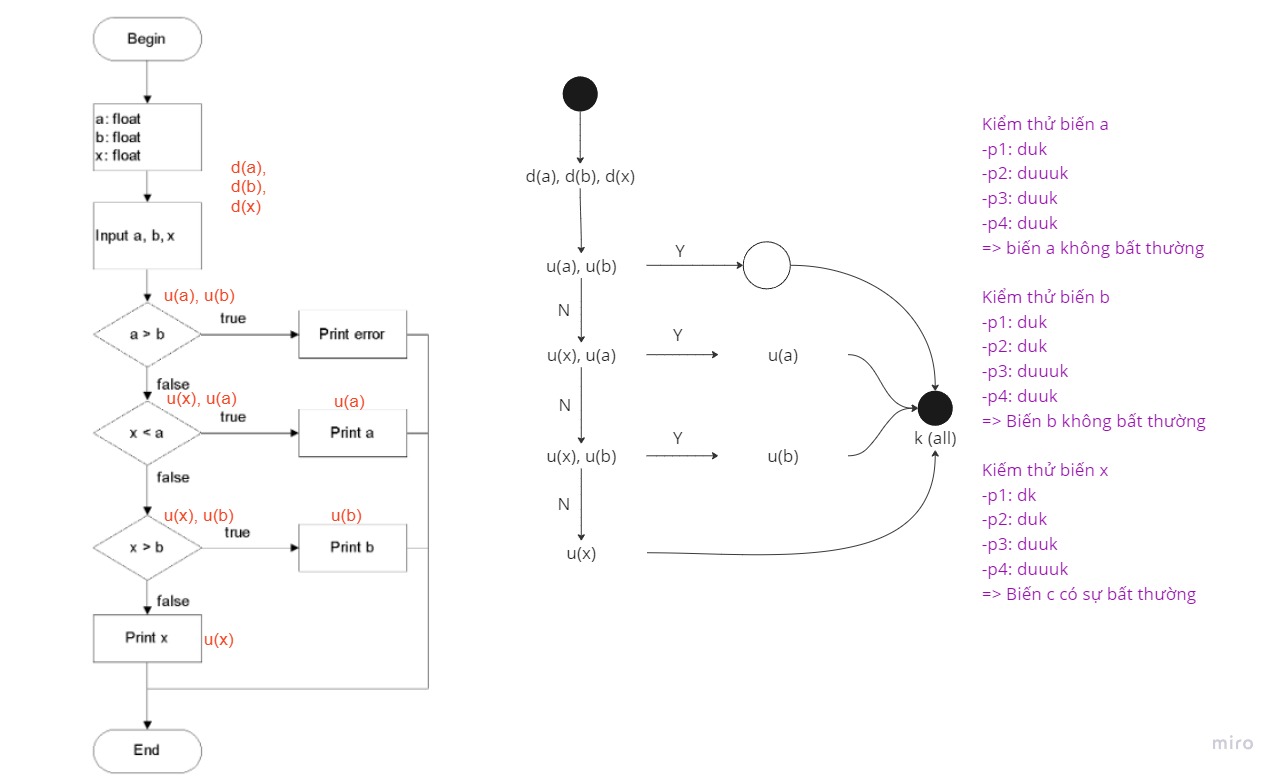 Begin
a: float
b: float
x: float
d(a),
d(b),
d(x)
Input a, b, x
u(a), u(b)
a > b
true
Print error
false
u(x), u(a)
x < a
true
u(a)
Print a
false
u(x), u(b)
x > b
true
u(b)
Print b
false
Print x
u(x)
End
d(a), d(b), d(x)
u(a), u(b)
Y
N
u(x), u(a)
Y
u(a)
N
u(x), u(b)
Y
u(b)
N
u(x)
k (all)
Kiểm thử biến a
-p1: duk
-p2: duuuk
-p3: duuk
-p4: duuk
=> biến a không bất thường
Kiểm thử biến b
-p1: duk
-p2: duk
-p3: duuuk
-p4: duuk
=> Biến b không bất thường
Kiểm thử biến x
-p1: dk
-p2: duk
-p3: duuk
-p4: duuuk
=> Biến c có sự bất thường
miro